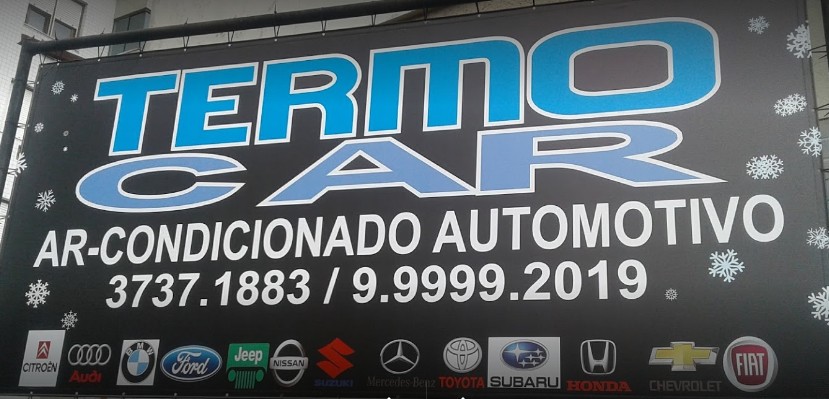 TERMO
CAR
AR-CONDICIONADO AUTOMOTIVO
3737.1883 / 9.9999.2019
CITROËN Audi BMW Ford Jeep NISSAN SUZUKI Mercedes-Benz TOYOTA SUBARU HONDA CHEVROLET FIAT